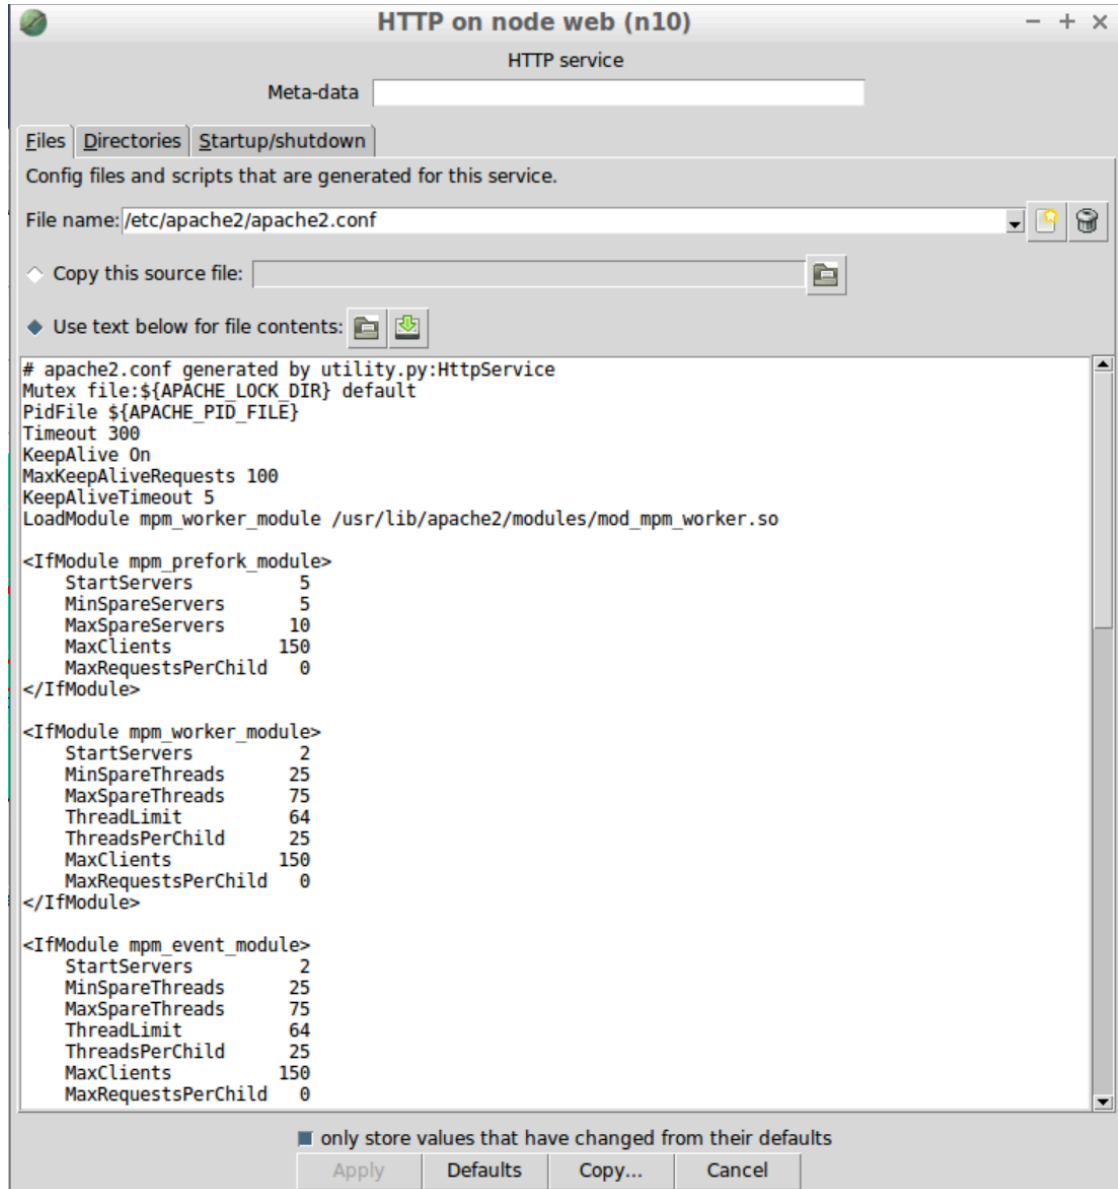 HTTP on node web (n10)
HTTP service
Meta-data
Files Directories Startup/shutdown
Config files and scripts that are generated for this service.
File name: /etc/apache2/apache2.conf
Copy this source file:
Use text below for file contents:
# apache2.conf generated by utility.py:HttpService
Mutex file:${APACHE_LOCK_DIR} default
PidFile ${APACHE_PID_FILE}
Timeout 300
KeepAlive On
MaxKeepAliveRequests 100
KeepAliveTimeout 5
LoadModule mpm_worker_module /usr/lib/apache2/modules/mod_mpm_worker.so
<IfModule mpm_prefork_module>
    StartServers          5
    MinSpareServers       5
    MaxSpareServers      10
    MaxClients          150
    MaxRequestsPerChild   0
</IfModule>
<IfModule mpm_worker_module>
    StartServers          2
    MinSpareThreads      25
    MaxSpareThreads      75
    ThreadLimit          64
    ThreadsPerChild      25
    MaxClients          150
    MaxRequestsPerChild   0
</IfModule>
<IfModule mpm_event_module>
    StartServers          2
    MinSpareThreads      25
    MaxSpareThreads      75
    ThreadLimit          64
    ThreadsPerChild      25
    MaxClients          150
    MaxRequestsPerChild   0
only store values that have changed from their defaults
Apply Defaults Copy... Cancel